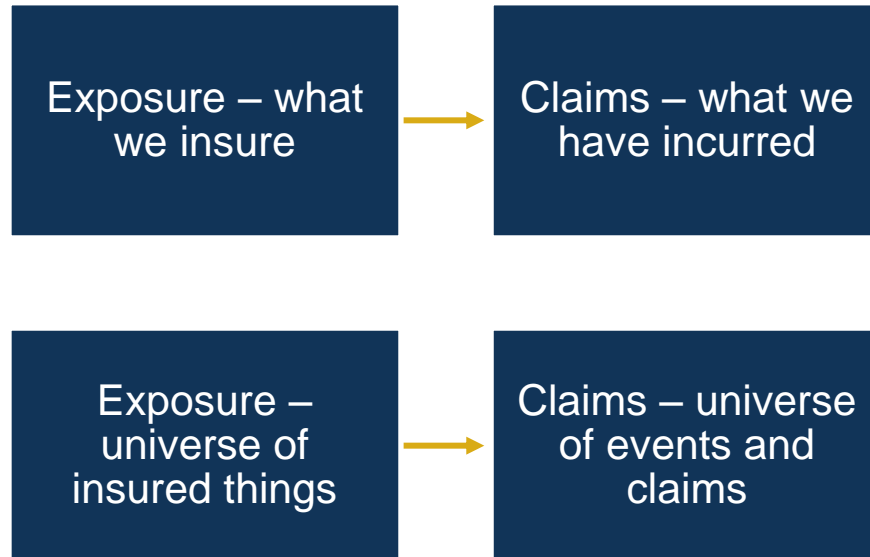 Exposure – what
we insure
Claims – what we
have incurred
Exposure –
universe of
insured things
Claims – universe
of events and
claims